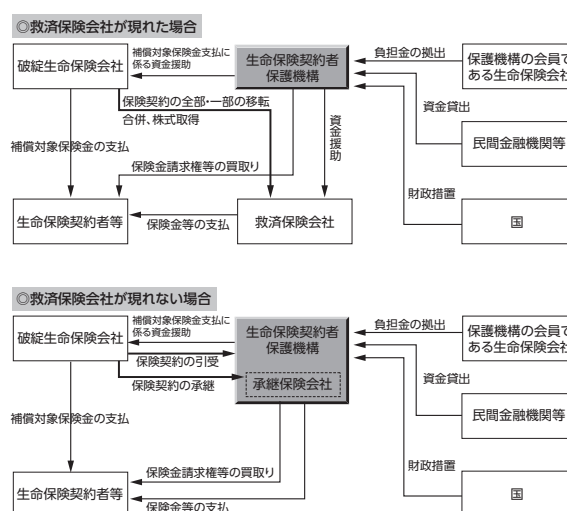 ◎救済保険会社が現れた場合
破綻生命保険会社
補償対象保険金支払に
係る資金援助
生命保険契約者
保護機構
負担金の拠出
保護機構の会員で
ある生命保険会社
保険契約の全部・一部の移転
合併、株式取得
資金貸出
補償対象保険金の支払
資金援助
民間金融機関等
保険金請求権等の買取り
財政措置
生命保険契約者等
保険金等の支払
救済保険会社
国
◎救済保険会社が現れない場合
破綻生命保険会社
補償対象保険金支払に
係る資金援助
生命保険契約者
保護機構
負担金の拠出
保護機構の会員で
ある生命保険会社
保険契約の引受
保険契約の承継
承継保険会社
資金貸出
補償対象保険金の支払
民間金融機関等
保険金請求権等の買取り
財政措置
生命保険契約者等
保険金等の支払
国